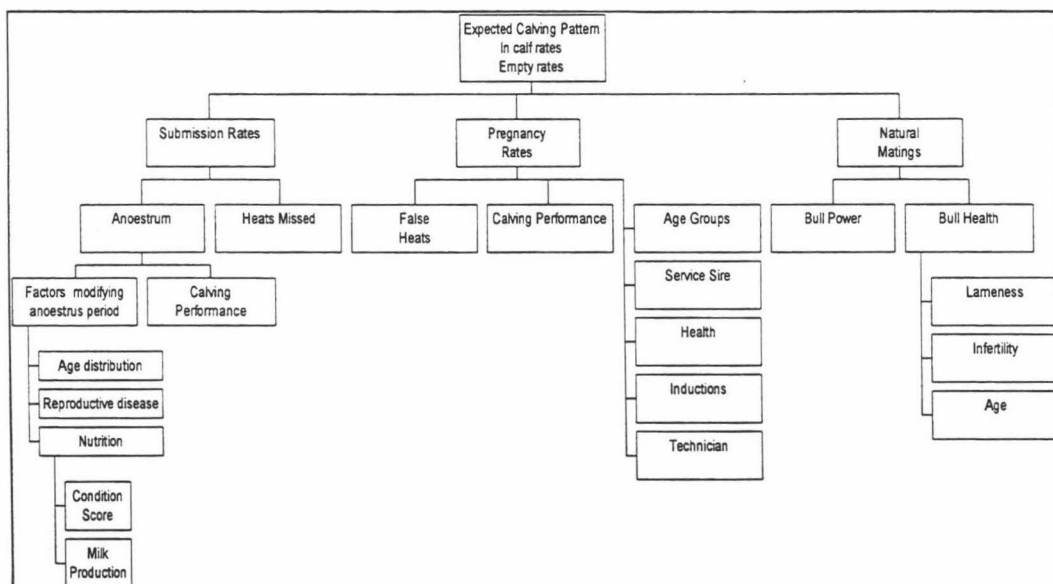 Expected Calving Pattern
In calf rates
Empty rates
Submission Rates
Pregnancy
Rates
Natural
Matings
Anoestrum
Heats Missed
False
Heats
Calving Performance
Age Groups
Bull Power
Bull Health
Factors modifying
anoestrus period
Calving
Performance
Service Sire
Lameness
Health
Infertility
Age distribution
Reproductive disease
Inductions
Age
Nutrition
Technician
Condition
Score
Milk
Production